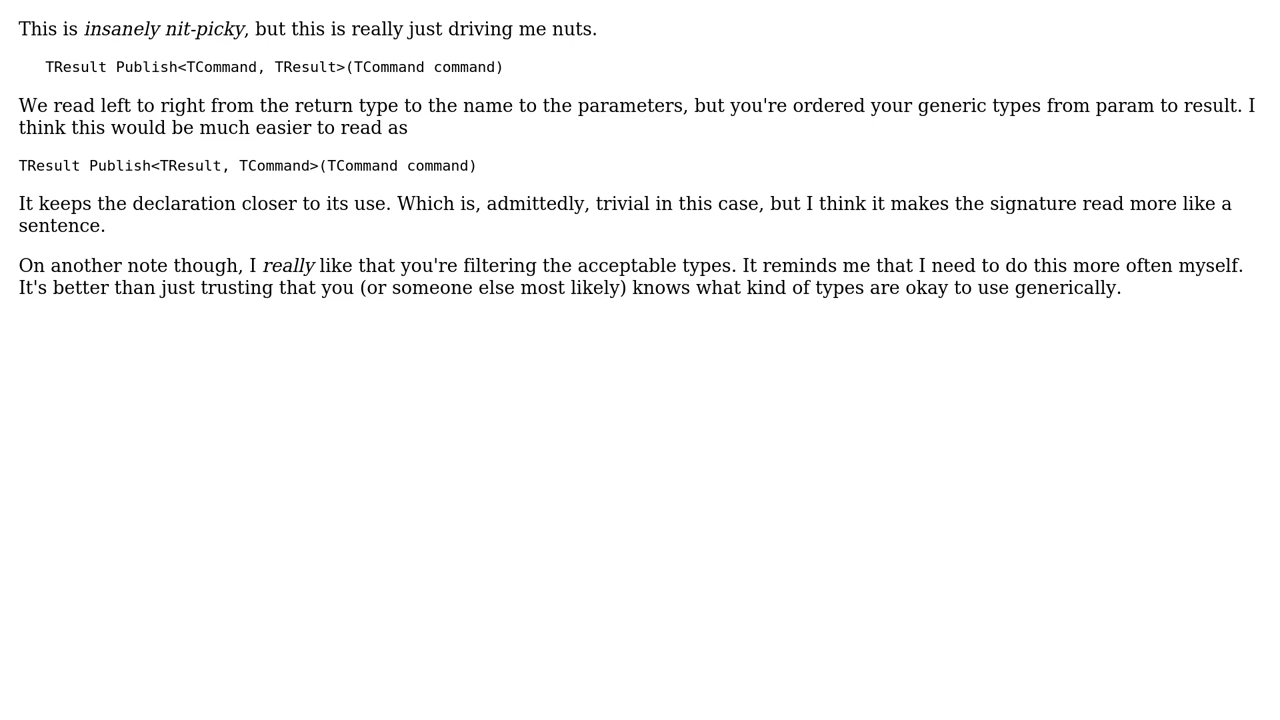 This is insanely nit-picky, but this is really just driving me nuts.
TResult Publish<TCommand, TResult>(TCommand command)
We read left to right from the return type to the name to the parameters, but you're ordered your generic types from param to result. I
think this would be much easier to read as
TResult Publish<TResult, TCommand>(TCommand command)
It keeps the declaration closer to its use. Which is, admittedly, trivial in this case, but I think it makes the signature read more like a
sentence.
On another note though, I really like that you're filtering the acceptable types. It reminds me that I need to do this more often myself.
It's better than just trusting that you (or someone else most likely) knows what kind of types are okay to use generically.